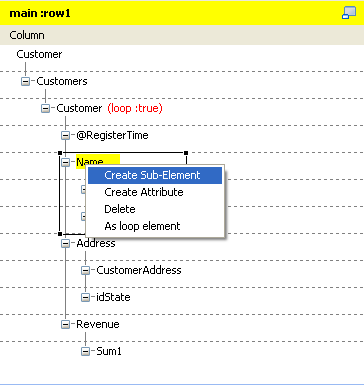 main :row1
Column
Customer
Customers
Customer (loop :true)
@RegisterTime
Name
Create Sub-Element
Create Attribute
Delete
As loop element
Address
CustomerAddress
idState
Revenue
Sum1